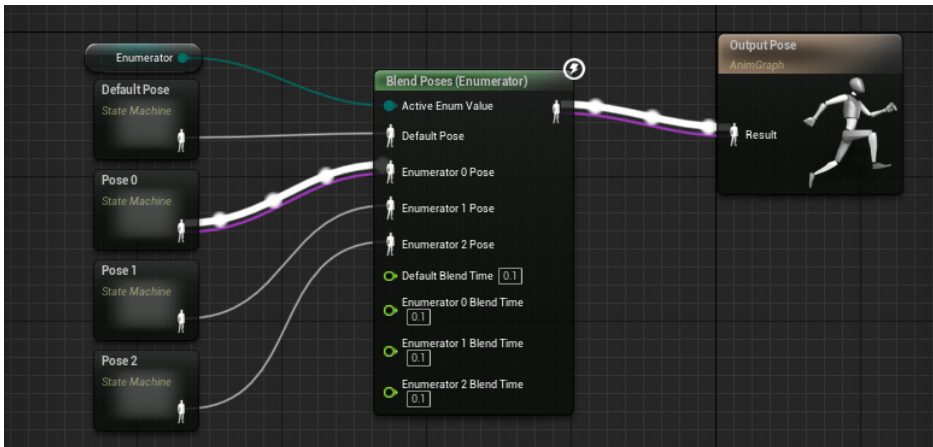 Enumerator
Default Pose
State Machine
Pose 0
State Machine
Pose 1
State Machine
Pose 2
State Machine
Blend Poses (Enumerator)
Active Enum Value
Default Pose
Enumerator 0 Pose
Enumerator 1 Pose
Enumerator 2 Pose
Default Blend Time 0.1
Enumerator 0 Blend Time
0.1
Enumerator 1 Blend Time
0.1
Enumerator 2 Blend Time
0.1
Output Pose
AnimGraph
Result